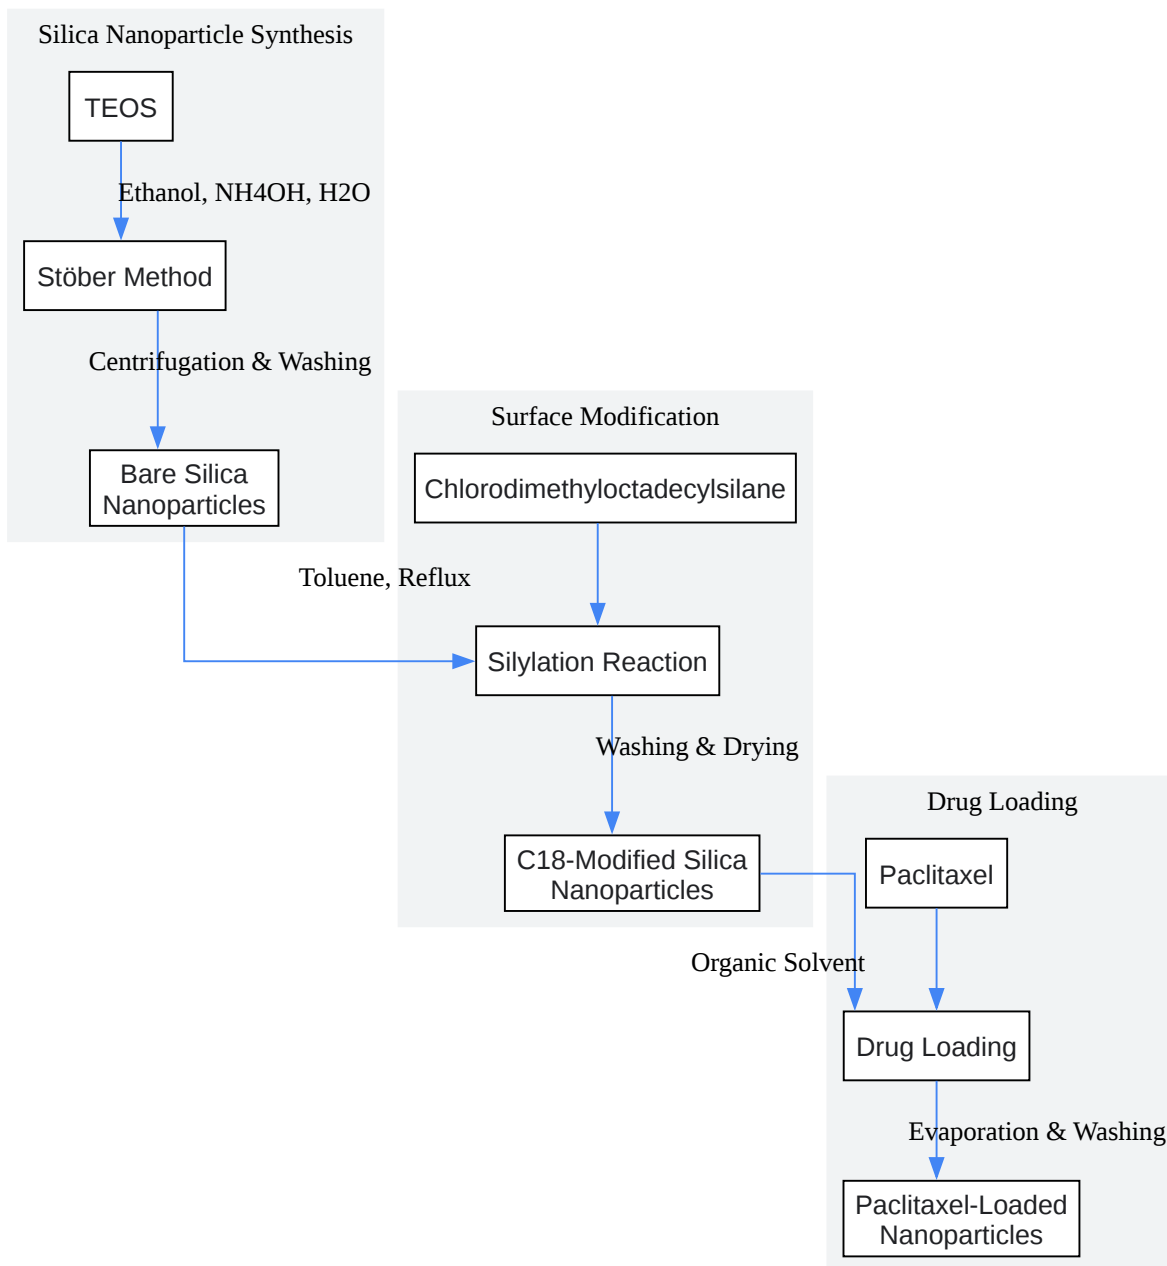 Silica Nanoparticle Synthesis
TEOS
Ethanol, NH4OH, H2O
Stöber Method
Centrifugation & Washing
Bare Silica
Nanoparticles
Surface Modification
Chlorodimethyloctadecylsilane
Toluene, Reflux
Silylation Reaction
Washing & Drying
C18-Modified Silica
Nanoparticles
Drug Loading
Paclitaxel
Organic Solvent
Drug Loading
Evaporation & Washing
Paclitaxel-Loaded
Nanoparticles